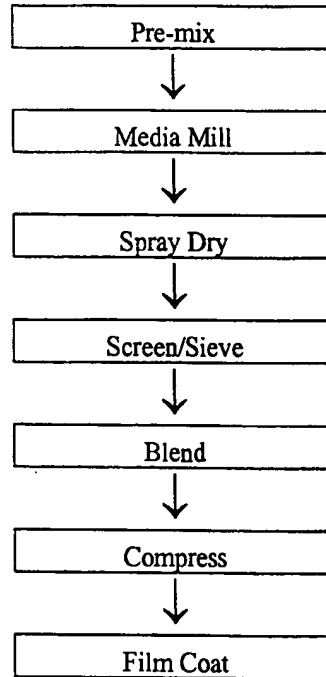 Pre-mix
Media Mill
Spray Dry
Screen/Sieve
Blend
Compress
Film Coat